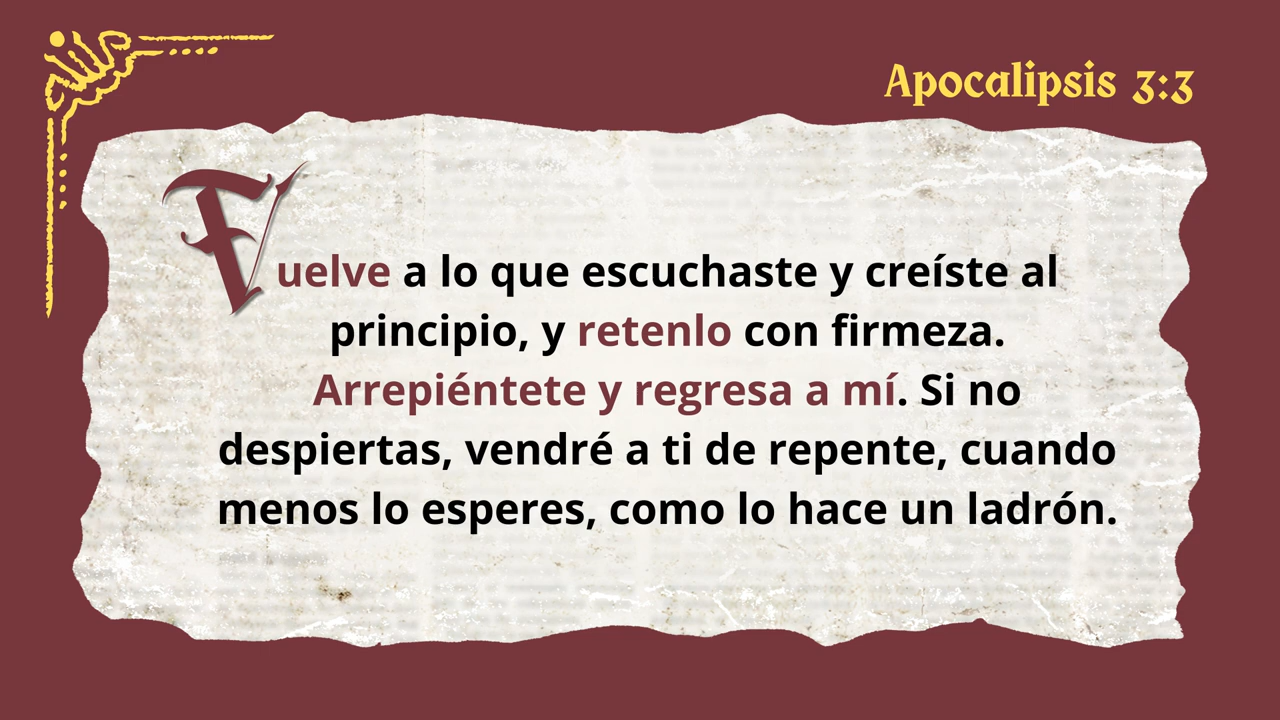 Apocalipsis 3:3
Vuelve a lo que escuchaste y creíste al
principio, y retenlo con firmeza.
Arrepiéntete y regresa a mí. Si no
despiertas, vendré a ti de repente, cuando
menos lo esperes, como lo hace un ladrón.